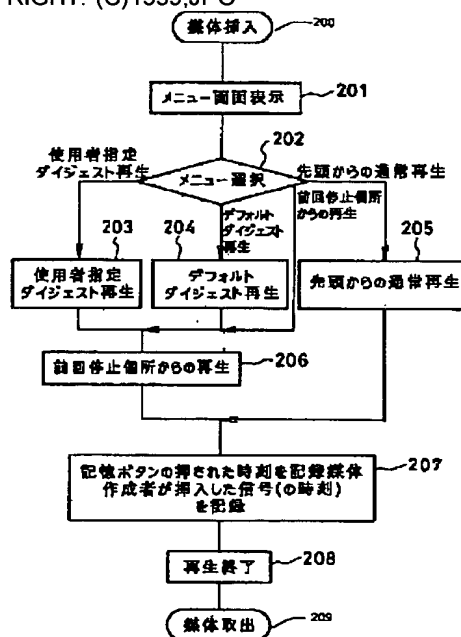 RIGHT: (C)1999,JPO
媒体挿入
200
メニュー画面表示
201
202
メニュー選択
使用者指定
ダイジェスト再生
デフォルト
ダイジェスト
再生
前回停止個所
からの再生
先頭からの通常再生
203
使用者指定
ダイジェスト再生
204
デフォルト
ダイジェスト再生
205
先頭からの通常再生
前回停止個所からの再生
206
記憶ボタンの押された時刻を記録媒体
作成者が挿入した信号(の時刻)
を記録
207
再生終了
208
媒体取出
209